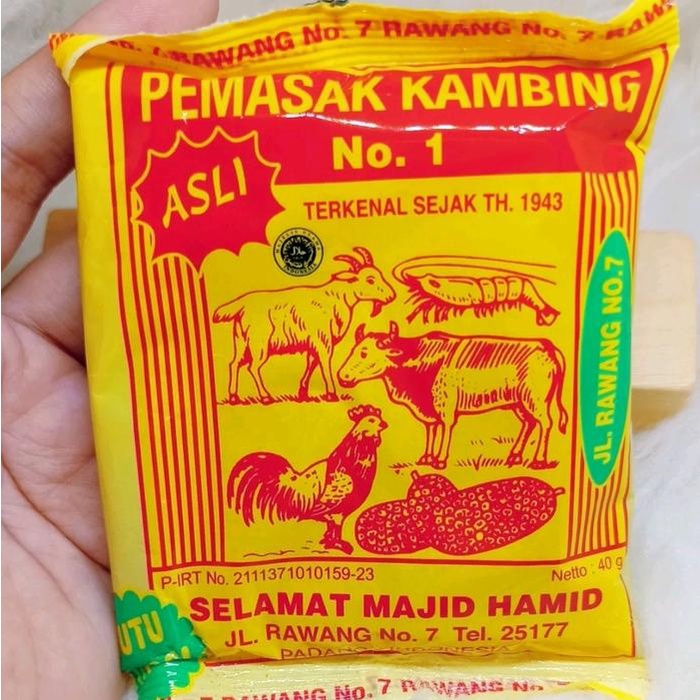 RAWANG No. 7 RAWANG No. 7 RAW
PEMASAK KAMBING
No. 1
ASLI
TERKENAL SEJAK TH. 1943
JL. RAWANG NO.7
P-IRT No. 2111371010159-23
Netto : 40 g
SELAMAT MAJID HAMID
JL. RAWANG No. 7 Tel. 25177
UTU
RAWANG No. 7 RAWANG No.